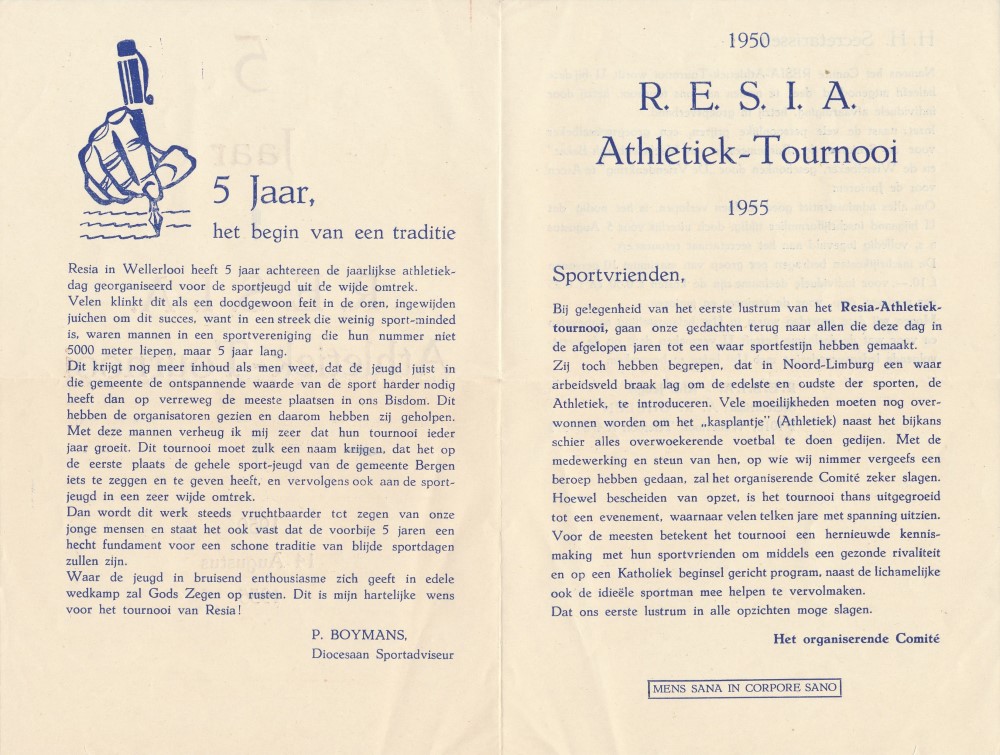 5 Jaar,
het begin van een traditie
Resia in Wellerlooi heeft 5 jaar achtereen de jaarlijkse athletiek-
dag georganiseerd voor de sportjeugd uit de wijde omtrek.
Velen klinkt dit als een doodgewoon feit in de oren, ingewijden
juichen om dit succes, want in een streek die weinig sport-minded
is, waren mannen in een sportvereniging die hun nummer niet
5000 meter liepen, maar 5 jaar lang.
Dit krijgt nog meer inhoud als men weet, dat de jeugd juist in
die gemeente de ontspannende waarde van de sport harder nodig
heeft dan op verreweg de meeste plaatsen in ons Bisdom. Dit
hebben de organisatoren gezien en daarom hebben zij geholpen.
Met deze mannen verheug ik mij zeer dat hun tournooi ieder
jaar groeit. Dit tournooi moet zulk een naam krijgen, dat het op
de eerste plaats de gehele sport-jeugd van de gemeente Bergen
iets te zeggen en te geven heeft, en vervolgens ook aan de sport-
jeugd in een zeer wijde omtrek.
Dan wordt dit werk steeds vruchtbaarder tot zegen van onze
jonge mensen en staat het ook vast dat de voorbije 5 jaren een
hecht fundament voor een schone traditie van blijde sportdagen
zullen zijn.
Waar de jeugd in bruisend enthousiasme zich geeft in edele
wedkamp zal Gods Zegen op rusten. Dit is mijn hartelijke wens
voor het tournooi van Resia!
P. BOYMANS,
Diocesaan Sportadviseur
1950
R. E. S. I. A.
Athletiek-Tournooi
1955
Sportvrienden,
Bij gelegenheid van het eerste lustrum van het Resia-Athletiek-
tournooi, gaan onze gedachten terug naar allen die deze dag in
de afgelopen jaren tot een waar sportfestijn hebben gemaakt.
Zij toch hebben begrepen, dat in Noord-Limburg een waar
arbeidsveld braak lag om de edelste en oudste der sporten, de
Athletiek, te introduceren. Vele moeilijkheden moeten nog over-
wonnen worden om het „kasplantje" (Athletiek) naast het bijkans
schier alles overwoekerende voetbal te doen gedijen. Met de
medewerking en steun van hen, op wie wij nimmer vergeefs een
beroep hebben gedaan, zal het organiserende Comité zeker slagen.
Hoewel bescheiden van opzet, is het tournooi thans uitgegroeid
tot een evenement, waarnaar velen telken jare met spanning uitzien.
Voor de meesten betekent het tournooi een hernieuwde kennis-
making met hun sportvrienden om middels een gezonde rivaliteit
en op een Katholiek beginsel gericht program, naast de lichamelijke
ook de idieële sportman mee helpen te vervolmaken.
Dat ons eerste lustrum in alle opzichten moge slagen.
Het organiserende Comité
MENS SANA IN CORPORE SANO